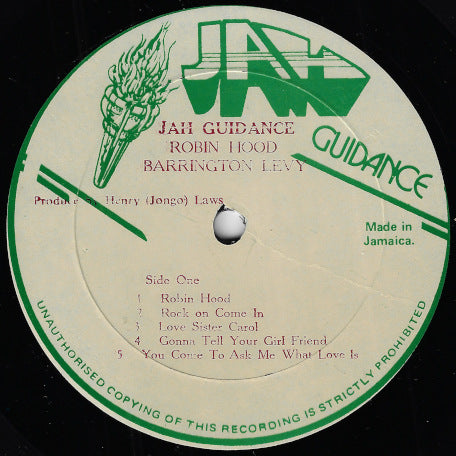 JAH
GUIDANCE
JAH GUIDANCE
ROBIN HOOD
BARRINGTON LEVY
Produce by Henry (Jongo) Laws
Made in
Jamaica.
Side One
1 Robin Hood
2 Rock on Come In
3 Love Sister Carol
4 Gonna Tell Your Girl Friend
5 You Come To Ask Me What Love Is
UNAUTHORISED COPYING OF THIS RECORDING IS STRICTLY PROHIBITED